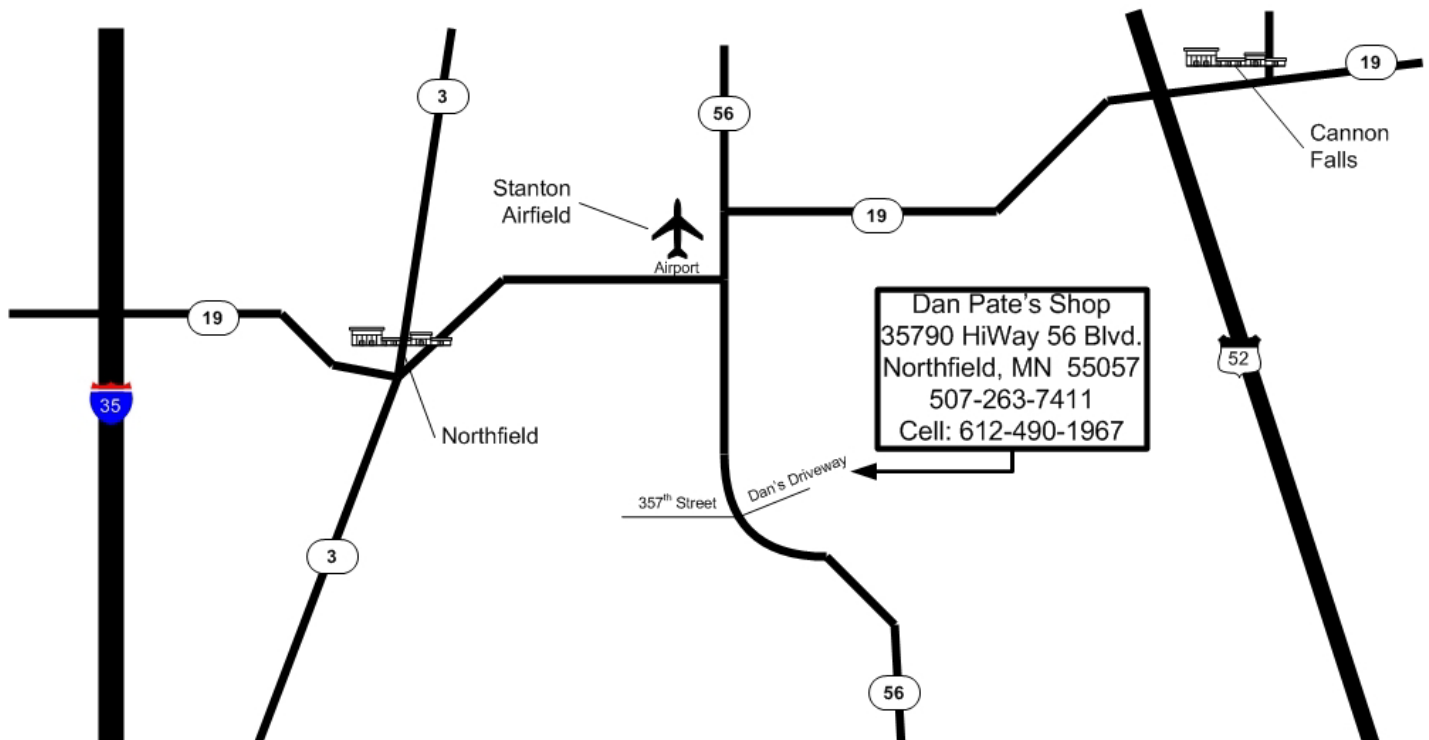 3
56
19
Cannon
Falls
Stanton
Airfield
19
Airport
19
Dan Pate's Shop
35790 HiWay 56 Blvd.
Northfield, MN 55057
507-263-7411
Cell: 612-490-1967
52
35
Northfield
357th Street
Dan's Driveway
3
56